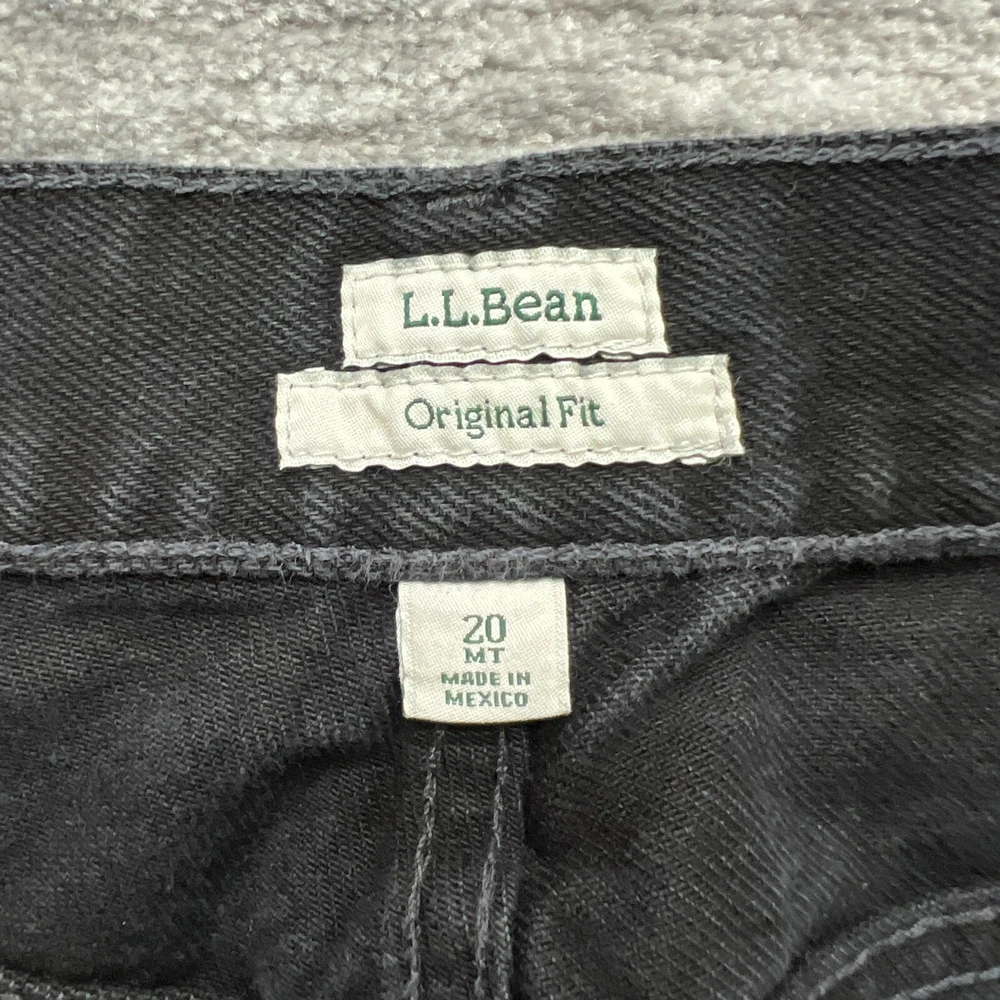 L.L.Bean
Original Fit
20
MT
MADE IN
MEXICO